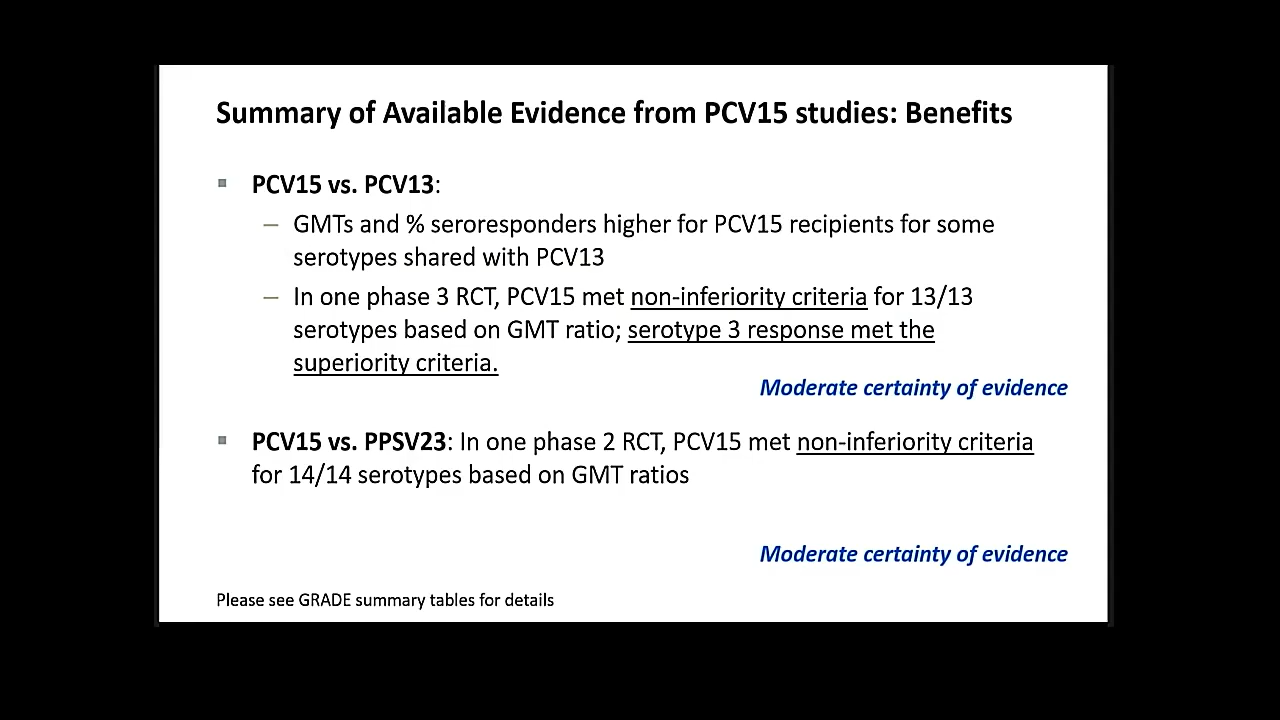 Summary of Available Evidence from PCV15 studies: Benefits
▪ PCV15 vs. PCV13:
– GMTs and % seroresponders higher for PCV15 recipients for some
serotypes shared with PCV13
– In one phase 3 RCT, PCV15 met non-inferiority criteria for 13/13
serotypes based on GMT ratio; serotype 3 response met the
superiority criteria.
Moderate certainty of evidence
▪ PCV15 vs. PPSV23: In one phase 2 RCT, PCV15 met non-inferiority criteria
for 14/14 serotypes based on GMT ratios
Moderate certainty of evidence
Please see GRADE summary tables for details